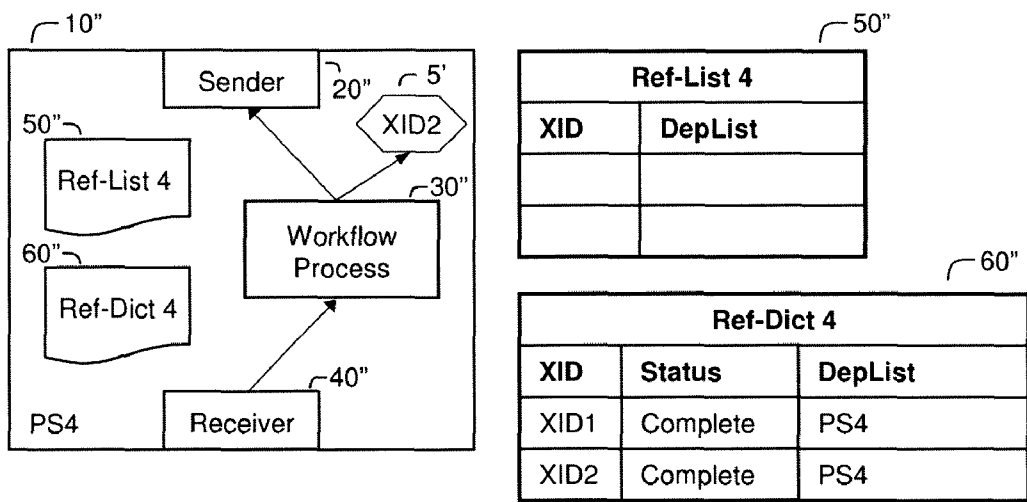 10”
Sender
20”
5’
XID2
50”
Ref-List 4
30”
Workflow
Process
60”
Ref-Dict 4
40”
Receiver
PS4
50”
Ref-List 4
XID DepList
60”
Ref-Dict 4
XID Status DepList
XID1 Complete PS4
XID2 Complete PS4